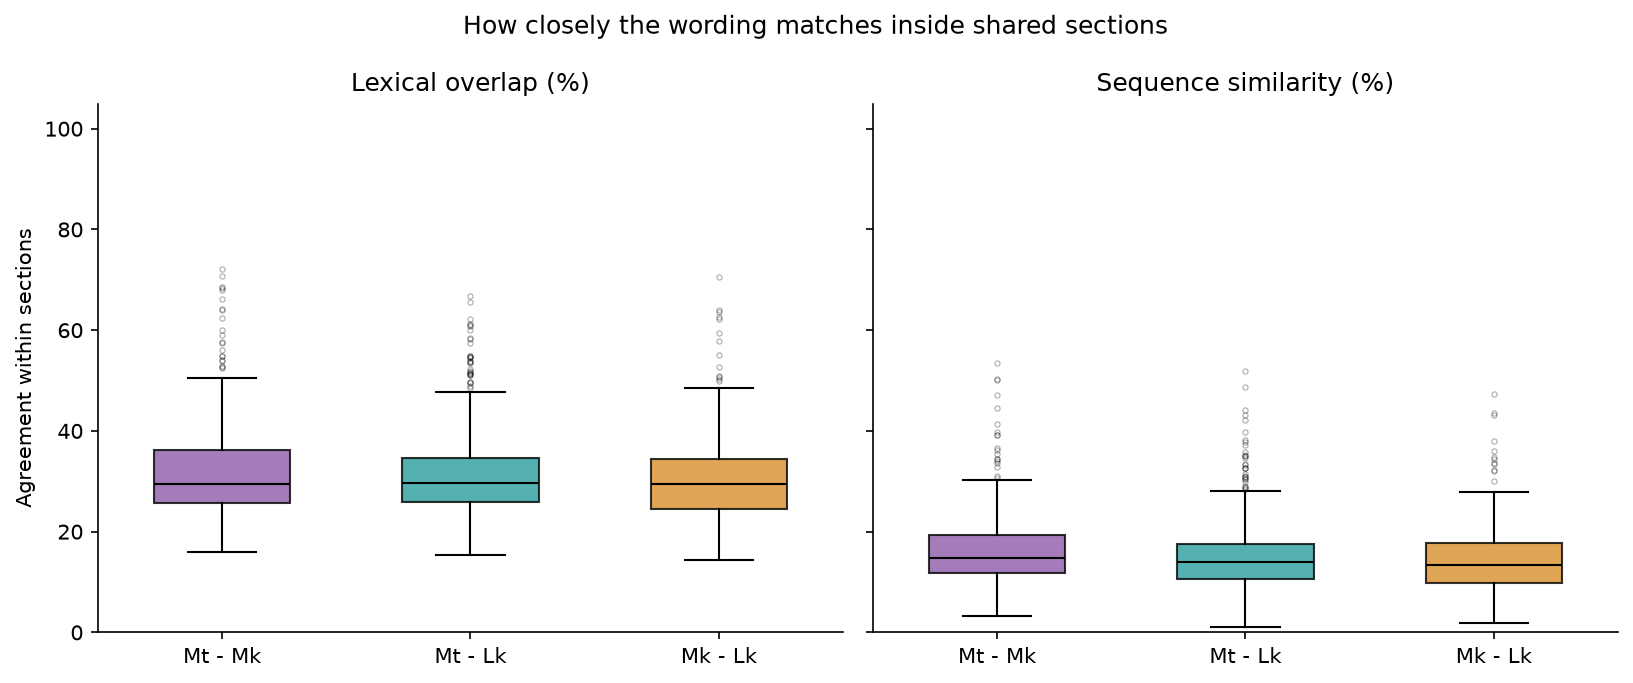 How closely the wording matches inside shared sections
Lexical overlap (%)
Sequence similarity (%)
Agreement within sections
100
80
60
40
20
0
Mt - Mk
Mt - Lk
Mk - Lk
Mt - Mk
Mt - Lk
Mk - Lk